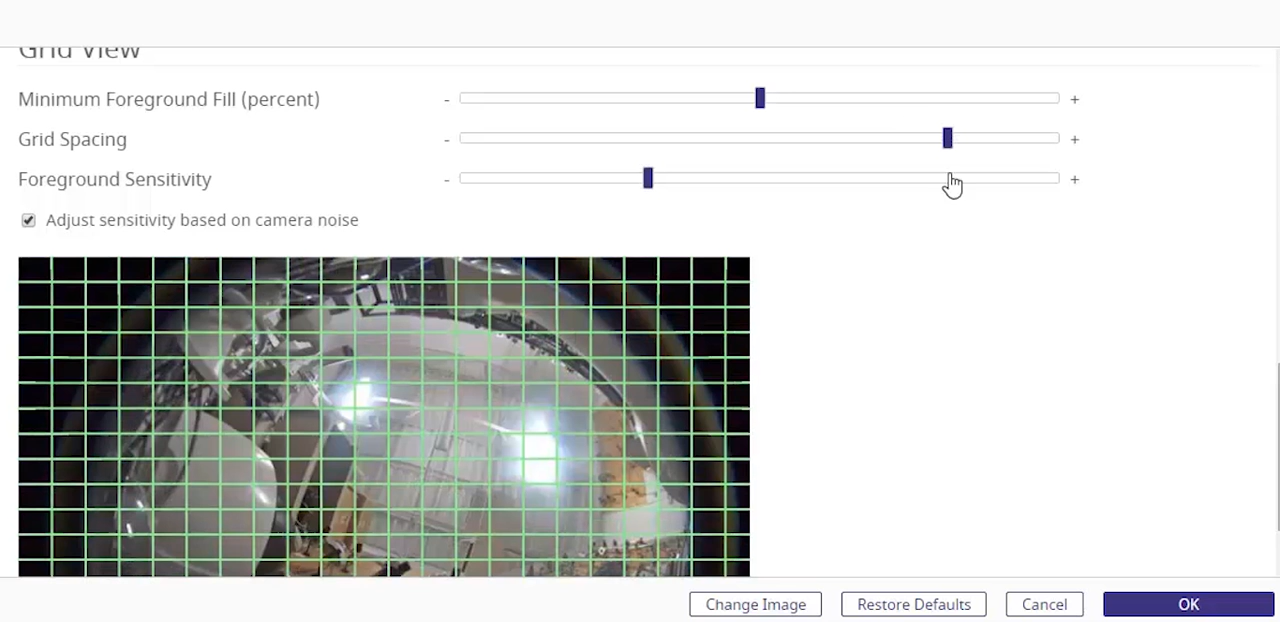 Grid View
Minimum Foreground Fill (percent) - +
Grid Spacing - +
Foreground Sensitivity - +
Adjust sensitivity based on camera noise
Change Image Restore Defaults Cancel OK